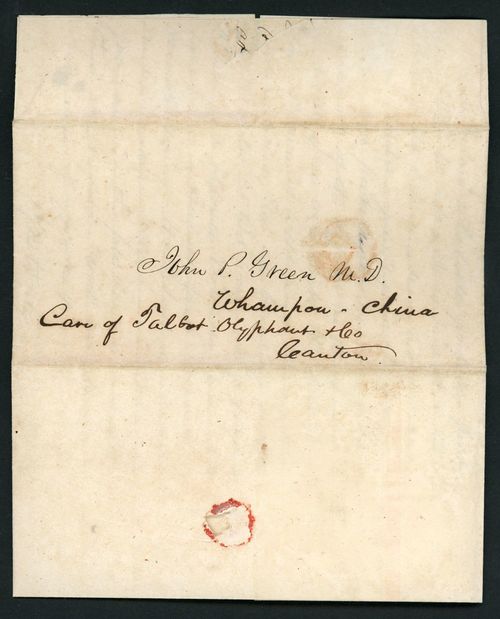 John P. Green M.D.
Whampoa - China
Care of Talbot Olyphant & Co
Canton